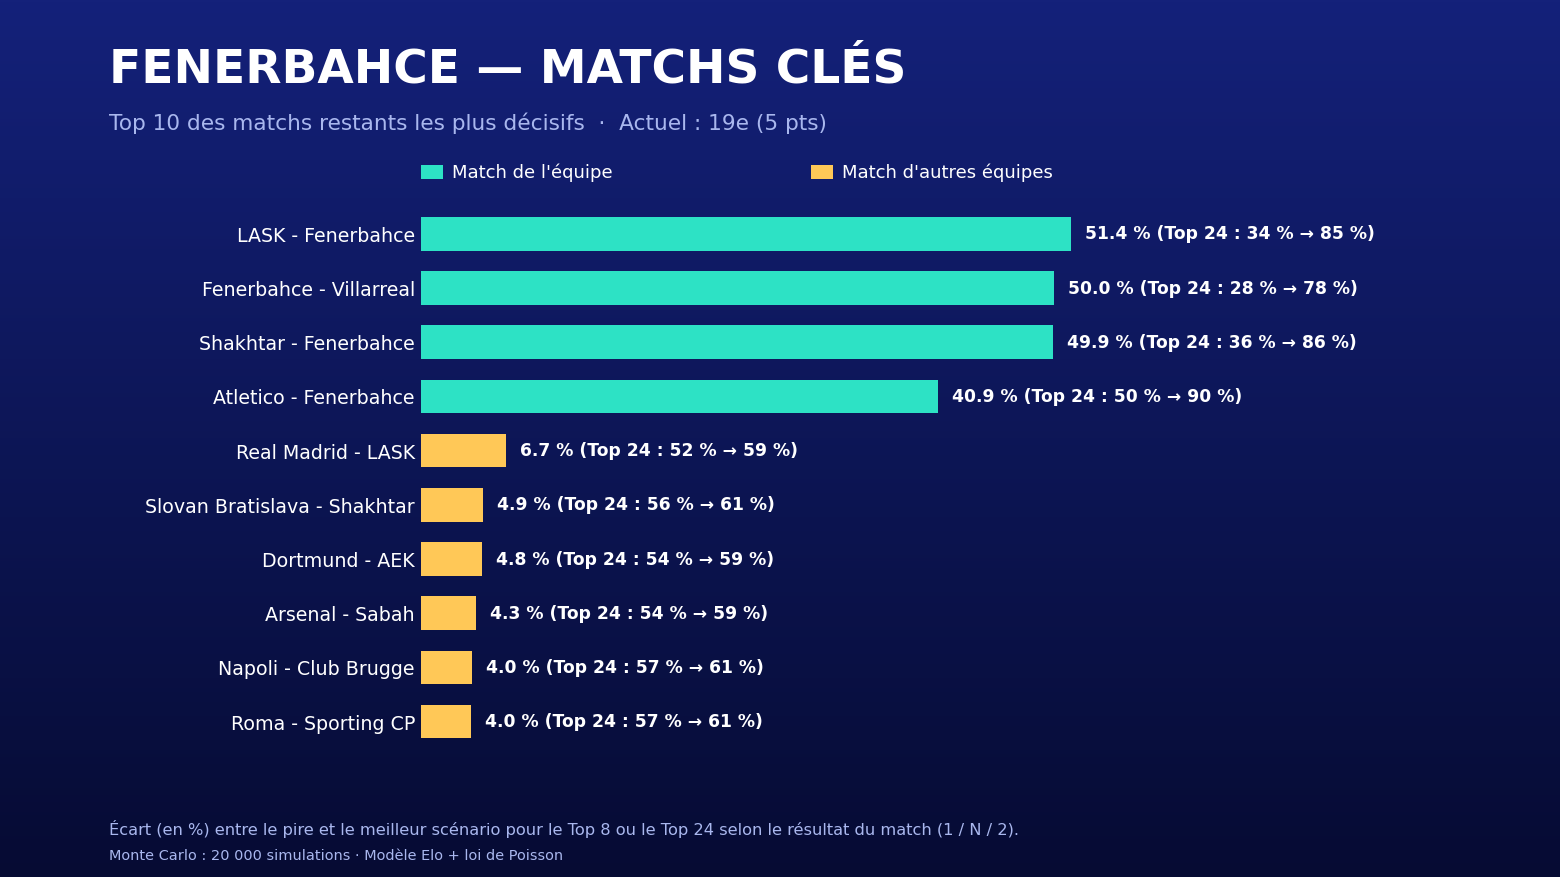 FENERBAHCE — MATCHS CLÉS
Top 10 des matchs restants les plus décisifs · Actuel : 19e (5 pts)
Match de l'équipe Match d'autres équipes
LASK - Fenerbahce 51.4 % (Top 24 : 34 % → 85 %)
Fenerbahce - Villarreal 50.0 % (Top 24 : 28 % → 78 %)
Shakhtar - Fenerbahce 49.9 % (Top 24 : 36 % → 86 %)
Atletico - Fenerbahce 40.9 % (Top 24 : 50 % → 90 %)
Real Madrid - LASK 6.7 % (Top 24 : 52 % → 59 %)
Slovan Bratislava - Shakhtar 4.9 % (Top 24 : 56 % → 61 %)
Dortmund - AEK 4.8 % (Top 24 : 54 % → 59 %)
Arsenal - Sabah 4.3 % (Top 24 : 54 % → 59 %)
Napoli - Club Brugge 4.0 % (Top 24 : 57 % → 61 %)
Roma - Sporting CP 4.0 % (Top 24 : 57 % → 61 %)
Écart (en %) entre le pire et le meilleur scénario pour le Top 8 ou le Top 24 selon le résultat du match (1 / N / 2).
Monte Carlo : 20 000 simulations · Modèle Elo + loi de Poisson